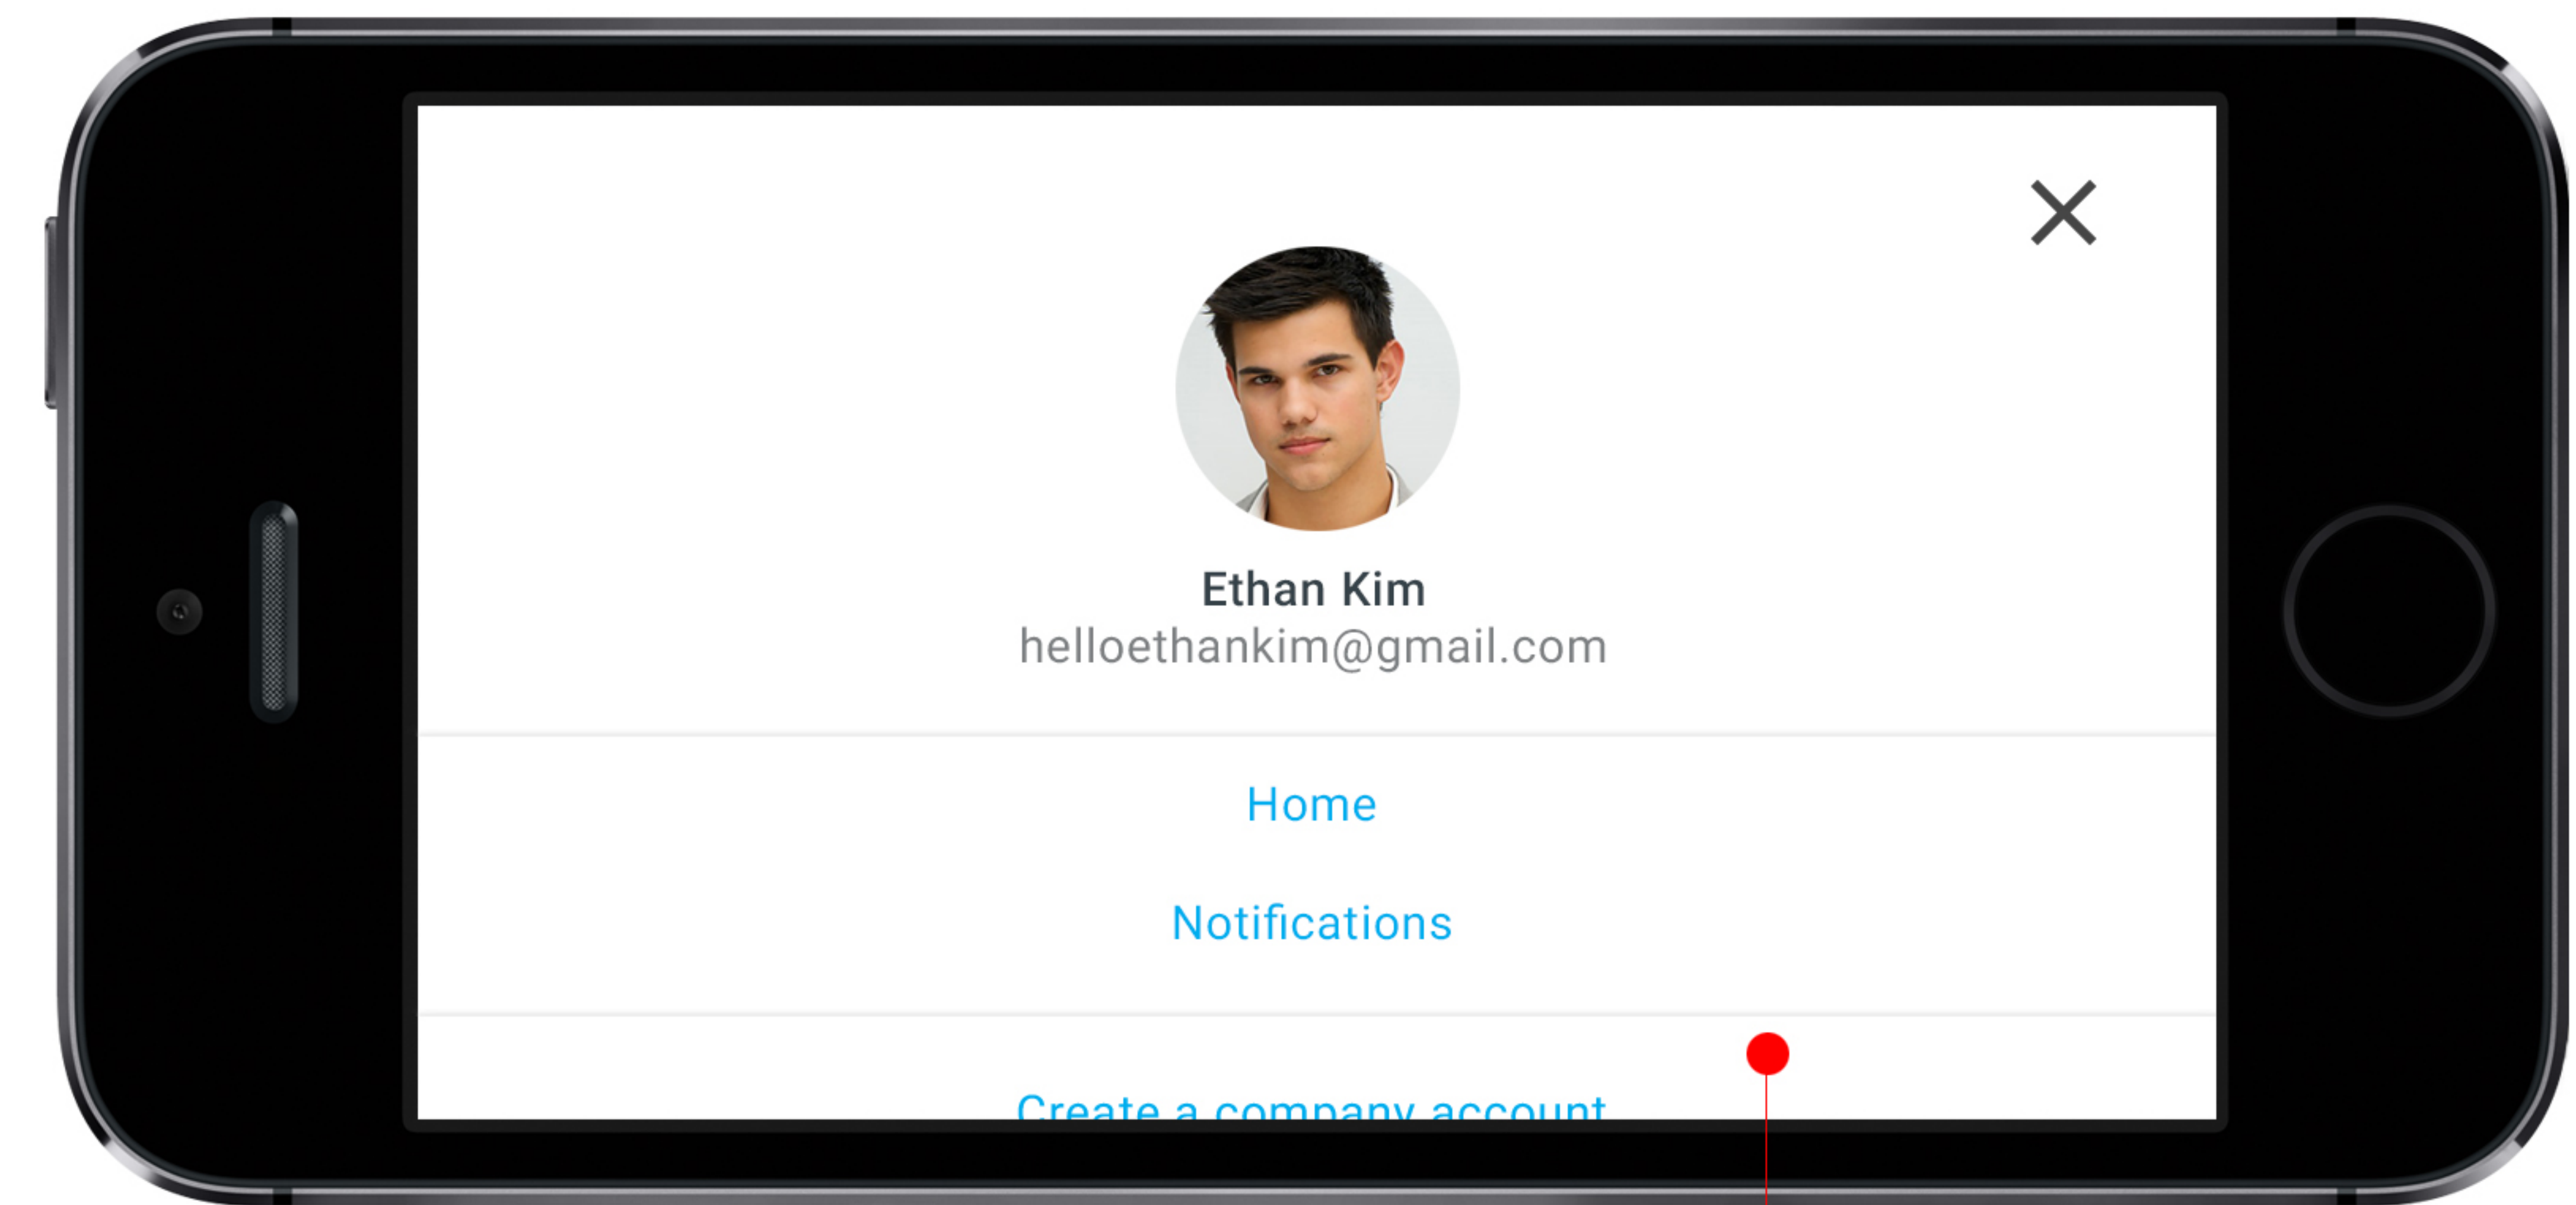 Ethan Kim
helloethankim@gmail.com
Home
Notifications
Create a company account